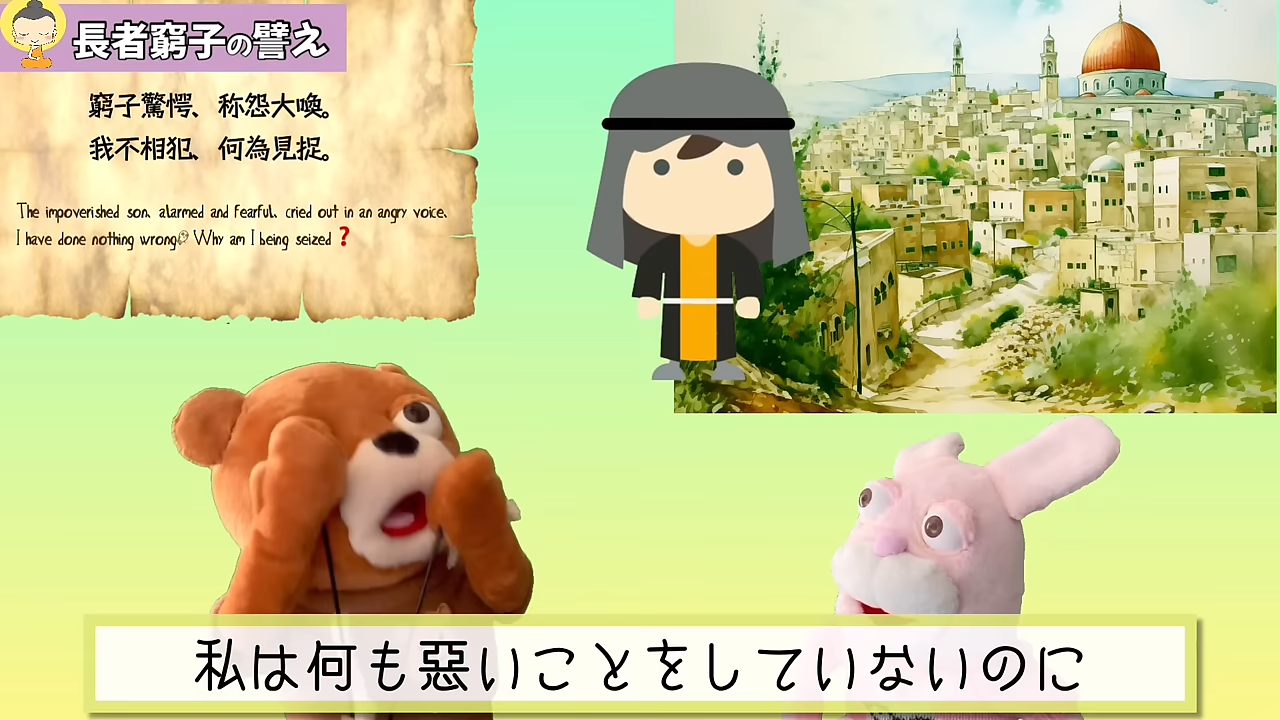 長者窮子の譬え
窮子驚愕、称怨大喚。
我不相犯、何為見捉。
The impoverished son, alarmed and fearful, cried out in an angry voice,
I have done nothing wrong. Why am I being seized ❓
私は何も惡いことをしていないのに